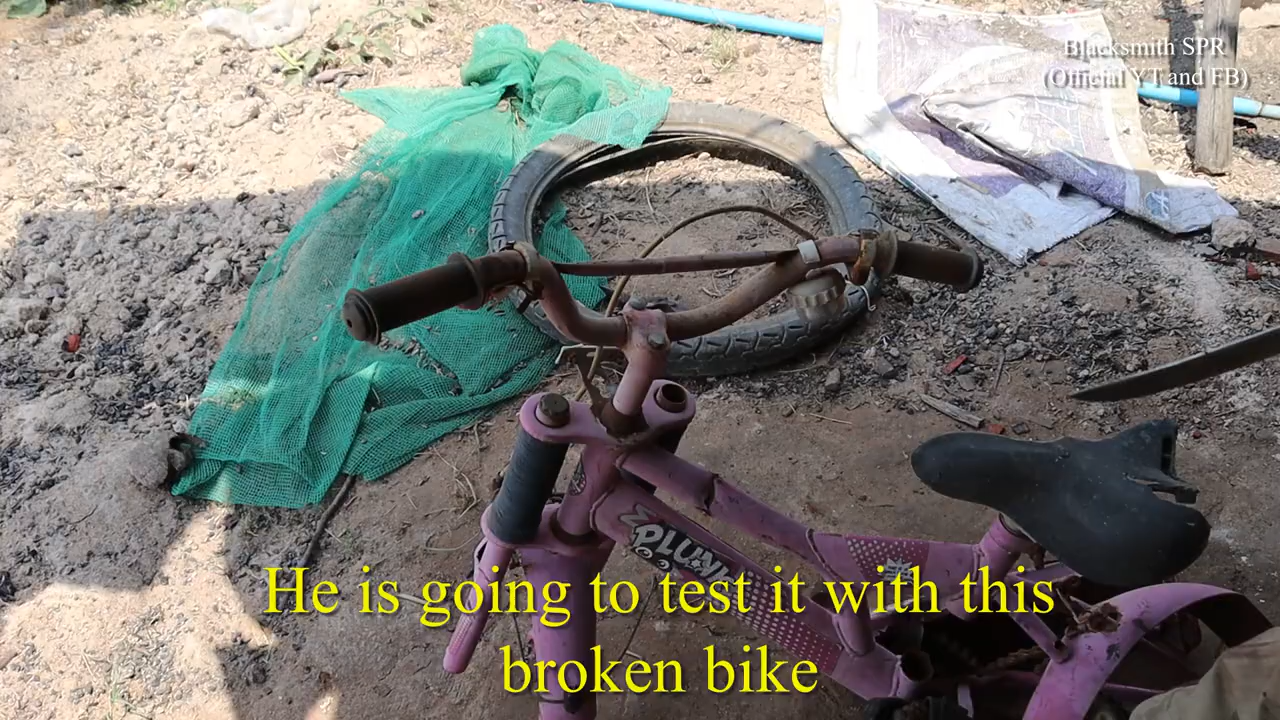 Blacksmith SPR
(Official YT and FB)
He is going to test it with this
broken bike